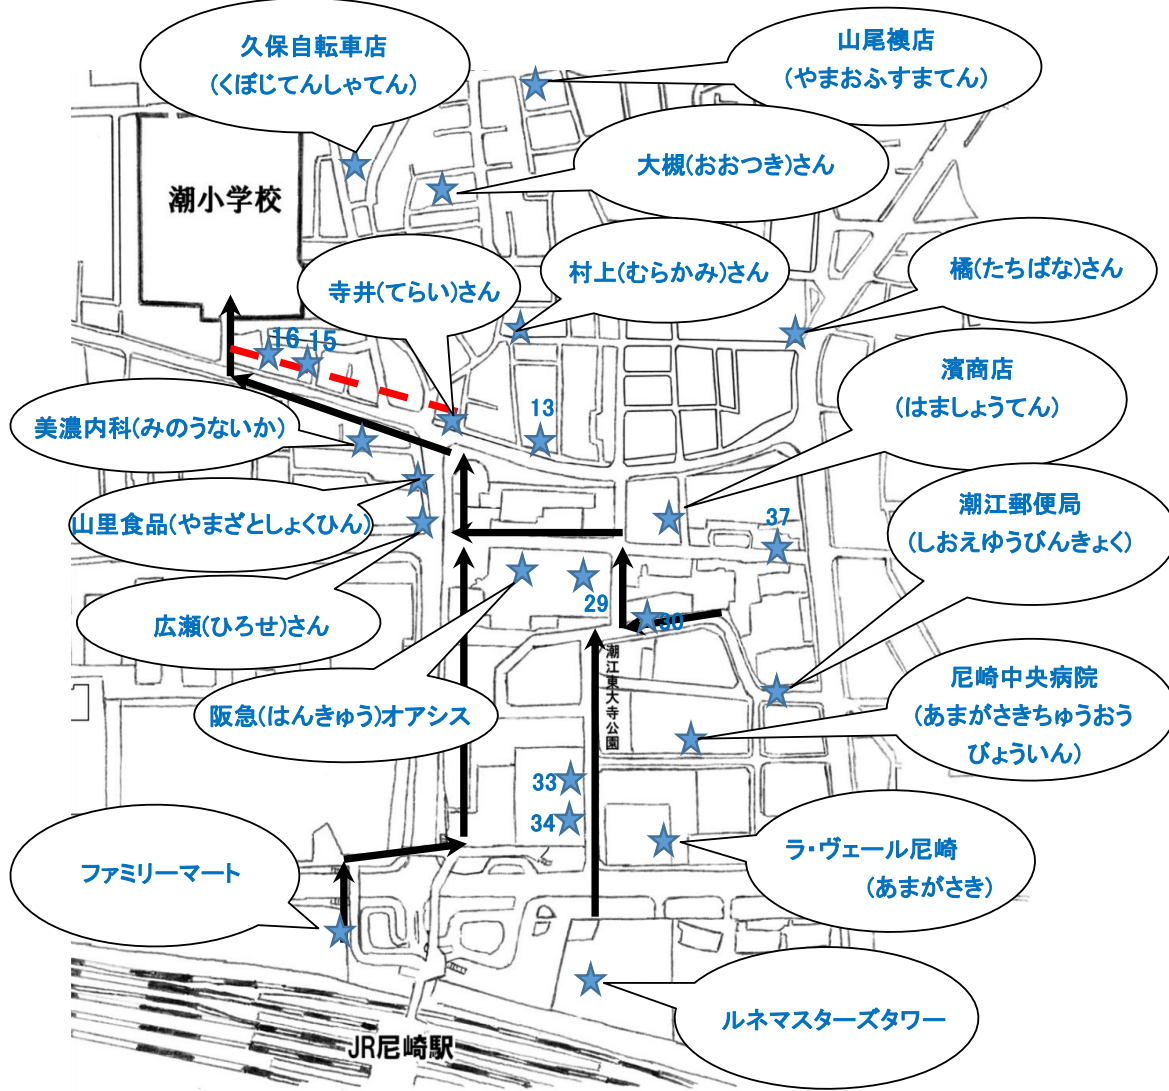 久保自転車店
(くぼじてんしゃてん)
山尾襖店
(やまおふすまてん)
大槻(おおつき)さん
潮小学校
寺井(てらい)さん
村上(むらかみ)さん
橘(たちばな)さん
16
15
濱商店
(はましょうてん)
13
美濃内科(みのうないか)
山里食品(やまざとしょくひん)
潮江郵便局
(しおえゆうびんきょく)
37
広瀬(ひろせ)さん
29
30
潮江東大寺公園
尼崎中央病院
(あまがさきちゅうおう
びょういん)
阪急(はんきゅう)オアシス
33
34
ラ・ヴェール尼崎
(あまがさき)
ファミリーマート
ルネマスターズタワー
JR尼崎駅